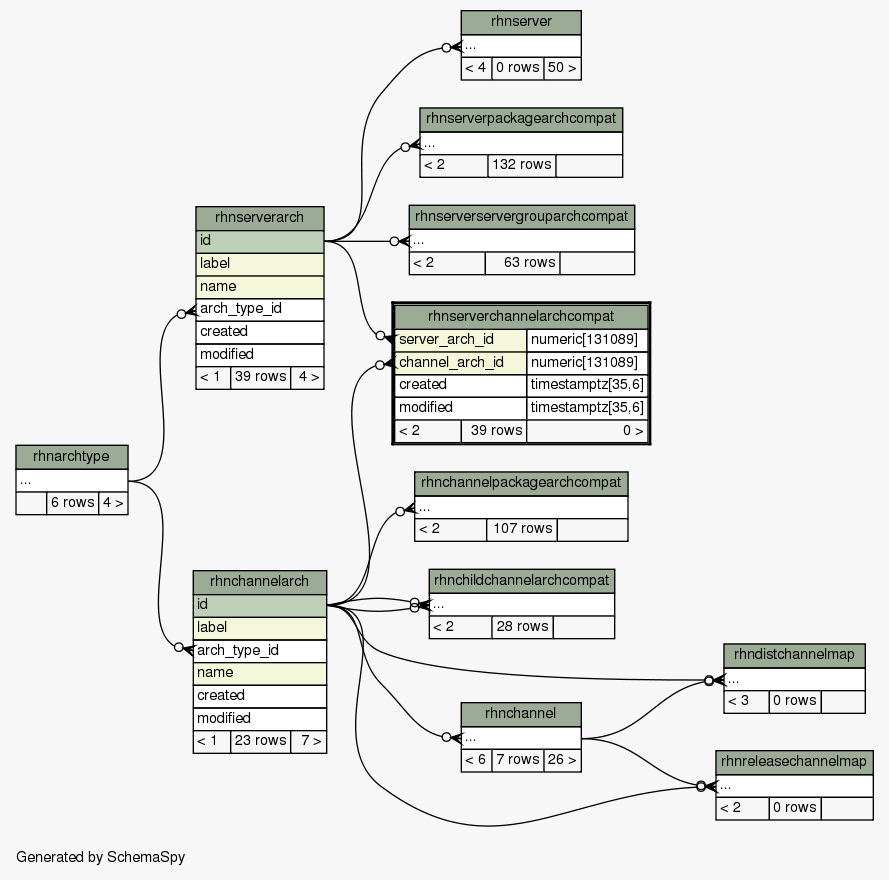 rhnserver
...
< 4 0 rows 50 >
rhnserverpackagearchcompat
...
< 2 132 rows
rhnserverservergrouparchcompat
...
< 2 63 rows
rhnserverarch
id
label
name
arch_type_id
created
modified
< 1 39 rows 4 >
rhnserverchannelarchcompat
server_arch_id numeric[131089]
channel_arch_id numeric[131089]
created timestamptz[35,6]
modified timestamptz[35,6]
< 2 39 rows 0 >
rhnarchtype
...
6 rows 4 >
rhnchannelpackagearchcompat
...
< 2 107 rows
rhnchannelarch
id
label
arch_type_id
name
created
modified
< 1 23 rows 7 >
rhnchildchannelarchcompat
...
< 2 28 rows
rhndistchannelmap
...
< 3 0 rows
rhnchannel
...
< 6 7 rows 26 >
rhnreleasechannelmap
...
< 2 0 rows
Generated by SchemaSpy